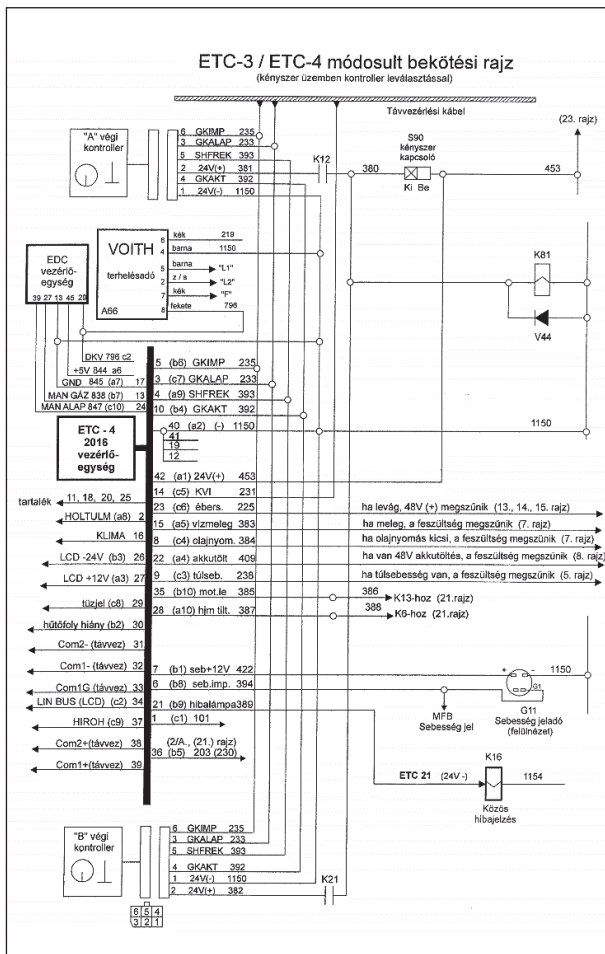 ETC-3 / ETC-4 módosult bekötési rajz
(kényszer üzemben kontroller leválasztással)
Távvezérlési kábel
(23. rajz)
"A" végi
kontroller
6 GKIMP 235
3 GKALAP 233
5 SHFREK 393
2 24V(+) 381
4 GKAKT 392
1 24V(-) 1150
K12
380
S90
kényszer
kapcsoló
Ki Be
453
K81
V44
EDC
vezérlő-
egység
39 27 13 45 29
VOITH
terhelésadó
A66
6 kék 219
4 barna 1150
5 barna "L1"
2 z / s "L2"
7 kék "F"
8 fekete 796
DKV 796 c2
+5V 844 a6
GND 845 (a7) 17
MAN GÁZ 838 (b7) 13
MAN ALAP 847 (c10) 24
5 (b6) GKIMP 235
3 (c7) GKALAP 233
4 (a9) SHFREK 393
10 (b4) GKAKT 392
40 (a2) (-) 1150
41
19
12
1150
ETC - 4
2016
vezérlő-
egység
42 (a1) 24V(+) 453
14 (c5) KVI 231
tartalék 11, 18, 20, 25
23 (c6) ébers. 225 ha levág, 48V (+) megszűnik (13., 14., 15. rajz)
HOLTULM (a8) 2
15 (a5) vízmeleg 383 ha meleg, a feszültség megszűnik (7. rajz)
KLIMA 16
8 (c4) olajnyom. 384 ha olajnyomás kicsi, a feszültség megszűnik (7. rajz)
LCD -24V (b3) 26
22 (a4) akkutölt 409 ha van 48V akkutöltés, a feszültség megszűnik (8. rajz)
LCD +12V (a3) 27
9 (c3) túlseb. 238 ha túlsebesség van, a feszültség megszűnik (5. rajz)
35 (b10) mot.le 385 386 K13-hoz (21.rajz)
tűzjel (c8) 29
28 (a10) hjm tilt. 387 388 K6-hoz (21.rajz)
hűtőfoly hiány (b2) 30
Com2- (távvez) 31
Com1- (távvez) 32
7 (b1) seb+12V 422
+ - 1150
Com1G (távvez) 33
6 (b8) seb.imp. 394
G1
LIN BUS (LCD) (c2) 34
21 (b9) hibalámpa 389
MFB
Sebesség jel
G11
Sebesség jeladó
(felülnézet)
HIROH (c9) 37
1 (c1) 101
Com2+(távvez) 38
(2/A., (21.) rajz)
36 (b5) 203 (230)
Com1+(távvez) 39
ETC 21 (24V -)
K16
1154
Közös
hibajelzés
"B" végi
kontroller
6 GKIMP 235
3 GKALAP 233
5 SHFREK 393
4 GKAKT 392
1 24V(-) 1150
2 24V(+) 382
K21
6 5 4
3 2 1